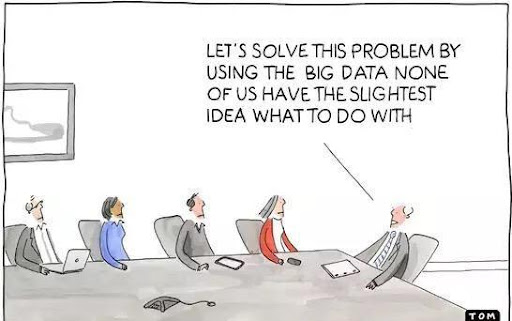 LET'S SOLVE THIS PROBLEM BY
USING THE BIG DATA NONE
OF US HAVE THE SLIGHTEST
IDEA WHAT TO DO WITH
TOM